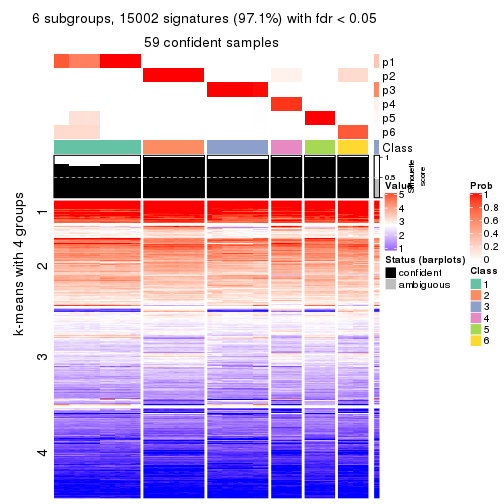 6 subgroups, 15002 signatures (97.1%) with fdr < 0.05
59 confident samples
p1
p2
p3
p4
p5
p6
Class
1
0.5
0
Silhouette
score
k-means with 4 groups
1
2
3
4
Value
5
4
3
2
1
Status (barplots)
confident
ambiguous
Prob
1
0.8
0.6
0.4
0.2
0
Class
1
2
3
4
5
6